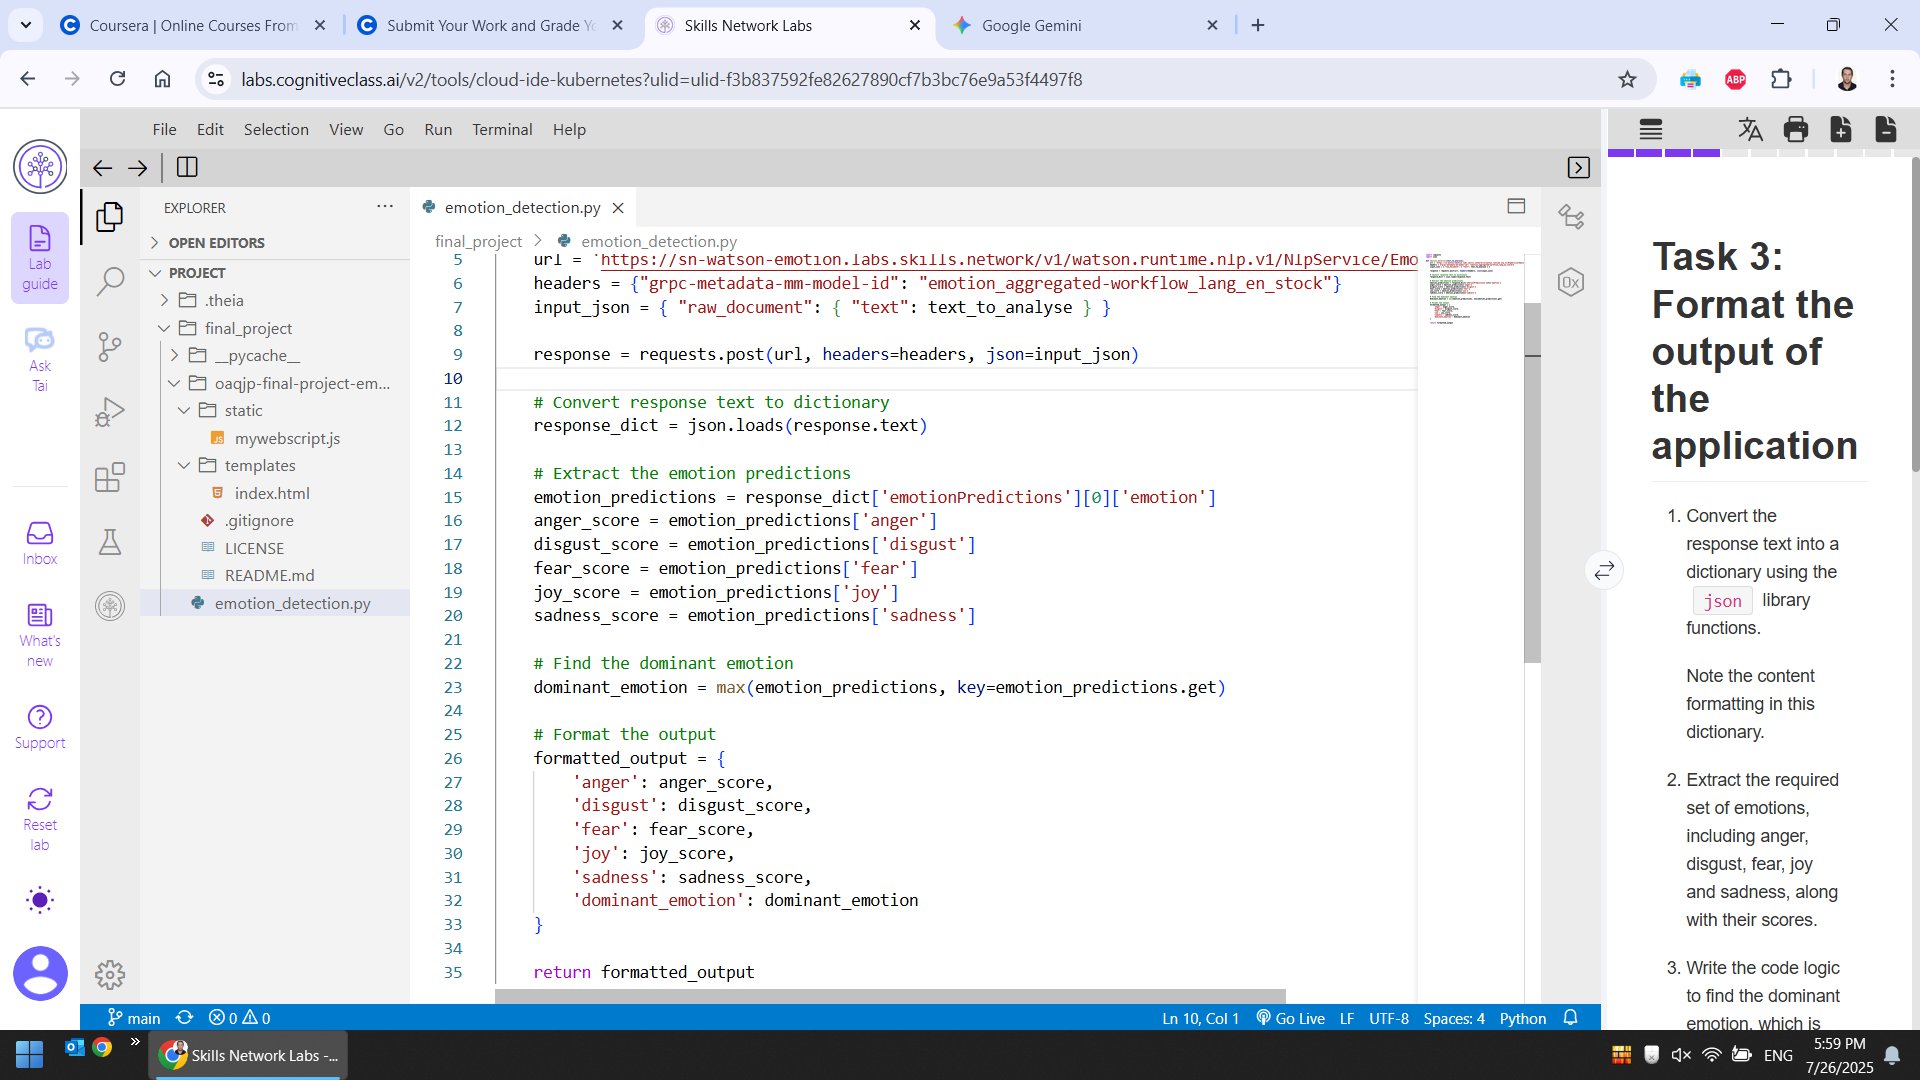 Coursera | Online Courses From
Submit Your Work and Grade Yo
Skills Network Labs
Google Gemini
labs.cognitiveclass.ai/v2/tools/cloud-ide-kubernetes?ulid=ulid-f3b837592fe82627890cf7b3bc76e9a53f4497f8
ABP
File Edit Selection View Go Run Terminal Help
Lab guide
Ask Tai
Inbox
What's new
Support
Reset lab
EXPLORER
OPEN EDITORS
PROJECT
.theia
final_project
__pycache__
oaqjp-final-project-em...
static
JS mywebscript.js
templates
index.html
.gitignore
LICENSE
README.md
emotion_detection.py
emotion_detection.py
final_project > emotion_detection.py
5 url = 'https://sn-watson-emotion.labs.skills.network/v1/watson.runtime.nlp.v1/NlpService/Emo
6 headers = {"grpc-metadata-mm-model-id": "emotion_aggregated-workflow_lang_en_stock"}
7 input_json = { "raw_document": { "text": text_to_analyse } }
8
9 response = requests.post(url, headers=headers, json=input_json)
10
11 # Convert response text to dictionary
12 response_dict = json.loads(response.text)
13
14 # Extract the emotion predictions
15 emotion_predictions = response_dict['emotionPredictions'][0]['emotion']
16 anger_score = emotion_predictions['anger']
17 disgust_score = emotion_predictions['disgust']
18 fear_score = emotion_predictions['fear']
19 joy_score = emotion_predictions['joy']
20 sadness_score = emotion_predictions['sadness']
21
22 # Find the dominant emotion
23 dominant_emotion = max(emotion_predictions, key=emotion_predictions.get)
24
25 # Format the output
26 formatted_output = {
27 'anger': anger_score,
28 'disgust': disgust_score,
29 'fear': fear_score,
30 'joy': joy_score,
31 'sadness': sadness_score,
32 'dominant_emotion': dominant_emotion
33 }
34
35 return formatted_output
0x
Task 3:
Format the
output of
the
application
1. Convert the
response text into a
dictionary using the
json library
functions.
Note the content
formatting in this
dictionary.
2. Extract the required
set of emotions,
including anger,
disgust, fear, joy
and sadness, along
with their scores.
3. Write the code logic
to find the dominant
emotion, which is
main 0 0
Ln 10, Col 1 Go Live LF UTF-8 Spaces: 4 Python
Skills Network Labs -...
ENG
5:59 PM
7/26/2025